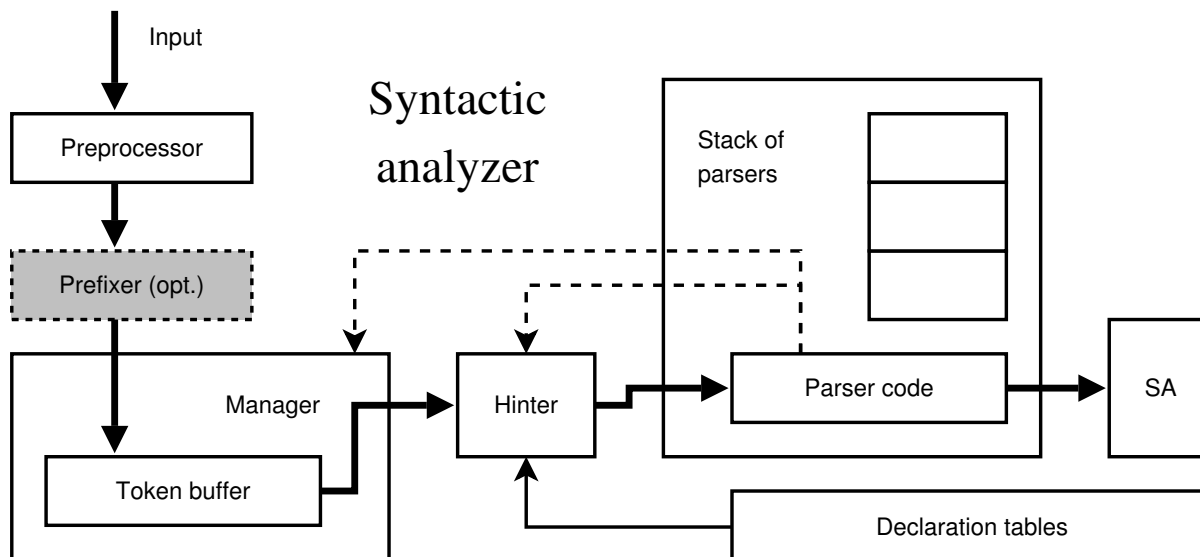 Input
Syntactic
analyzer
Preprocessor
Stack of
parsers
Prefixer (opt.)
Manager
Hinter
Parser code
SA
Token buffer
Declaration tables